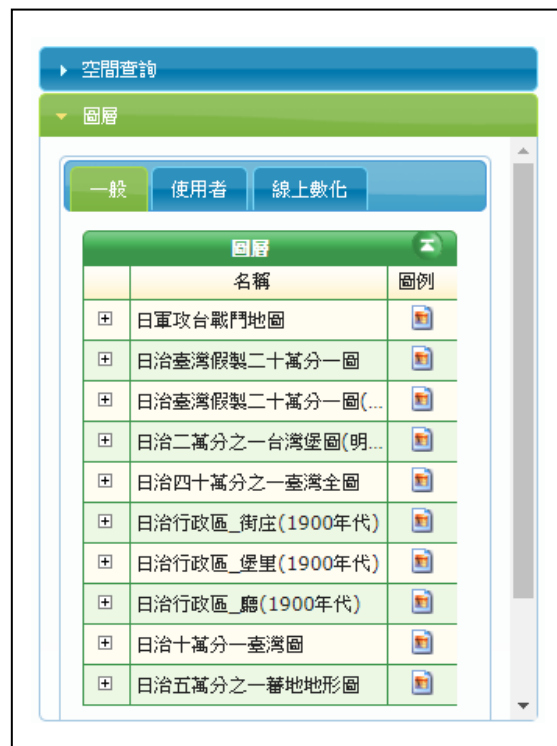 空間查詢
圖層
一般 使用者 線上數化
圖層
名稱 圖例
日軍攻台戰鬥地圖
日治臺灣假製二十萬分一圖
日治臺灣假製二十萬分一圖(...
日治二萬分之一台灣堡圖(明...
日治四十萬分之一臺灣全圖
日治行政區_街庄(1900年代)
日治行政區_堡里(1900年代)
日治行政區_廳(1900年代)
日治十萬分一臺灣圖
日治五萬分之一蕃地地形圖